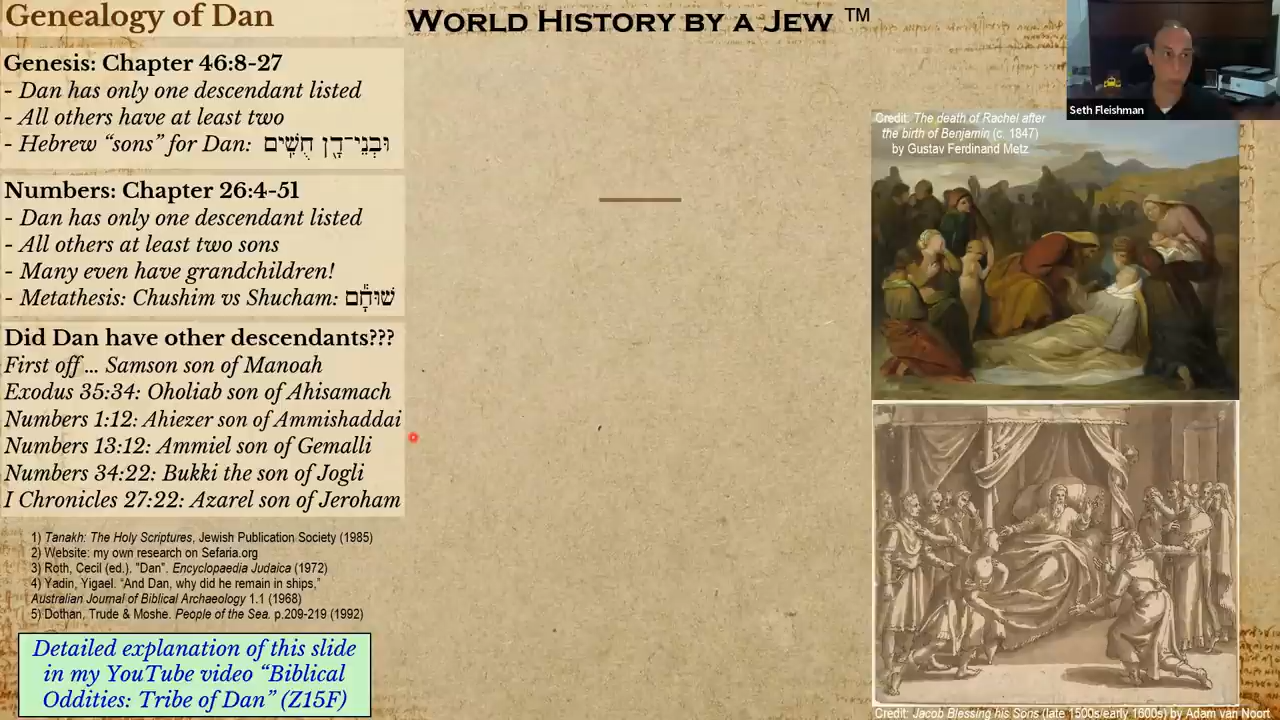 Genealogy of Dan
WORLD HISTORY BY A JEW ™
Genesis: Chapter 46:8-27
- Dan has only one descendant listed
- All others have at least two
- Hebrew “sons” for Dan: וּבְנֵי־דָ֖ן חֻשִֽׁים
Numbers: Chapter 26:4-51
- Dan has only one descendant listed
- All others at least two sons
- Many even have grandchildren!
- Metathesis: Chushim vs Shucham: שׁוּחָ֕ם
Did Dan have other descendants???
First off ... Samson son of Manoah
Exodus 35:34: Oholiab son of Ahisamach
Numbers 1:12: Ahiezer son of Ammishaddai
Numbers 13:12: Ammiel son of Gemalli
Numbers 34:22: Bukki the son of Jogli
I Chronicles 27:22: Azarel son of Jeroham
1) Tanakh: The Holy Scriptures, Jewish Publication Society (1985)
2) Website: my own research on Sefaria.org
3) Roth, Cecil (ed.). "Dan". Encyclopaedia Judaica (1972)
4) Yadin, Yigael. “And Dan, why did he remain in ships,”
Australian Journal of Biblical Archaeology 1.1 (1968)
5) Dothan, Trude & Moshe. People of the Sea. p.209-219 (1992)
Detailed explanation of this slide
in my YouTube video “Biblical
Oddities: Tribe of Dan” (Z15F)
Seth Fleishman
Credit: The death of Rachel after
the birth of Benjamin (c. 1847)
by Gustav Ferdinand Metz
Credit: Jacob Blessing his Sons (late 1500s/early 1600s) by Adam van Noort